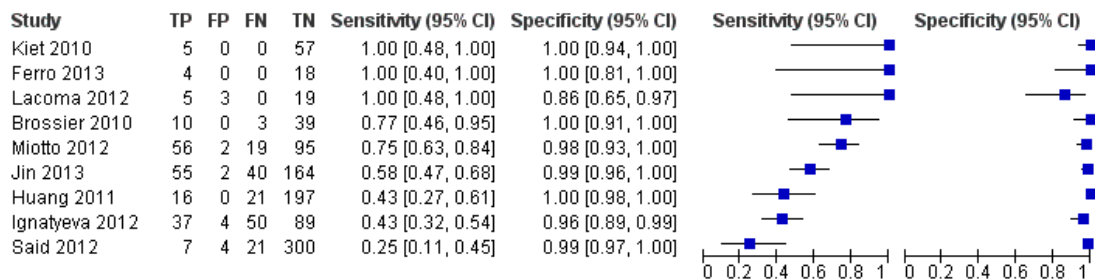 Study TP FP FN TN Sensitivity (95% CI) Specificity (95% CI) Sensitivity (95% CI) Specificity (95% CI)
Kiet 2010 5 0 0 57 1.00 [0.48, 1.00] 1.00 [0.94, 1.00]
Ferro 2013 4 0 0 18 1.00 [0.40, 1.00] 1.00 [0.81, 1.00]
Lacoma 2012 5 3 0 19 1.00 [0.48, 1.00] 0.86 [0.65, 0.97]
Brossier 2010 10 0 3 39 0.77 [0.46, 0.95] 1.00 [0.91, 1.00]
Miotto 2012 56 2 19 95 0.75 [0.63, 0.84] 0.98 [0.93, 1.00]
Jin 2013 55 2 40 164 0.58 [0.47, 0.68] 0.99 [0.96, 1.00]
Huang 2011 16 0 21 197 0.43 [0.27, 0.61] 1.00 [0.98, 1.00]
Ignatyeva 2012 37 4 50 89 0.43 [0.32, 0.54] 0.96 [0.89, 0.99]
Said 2012 7 4 21 300 0.25 [0.11, 0.45] 0.99 [0.97, 1.00]
0 0.2 0.4 0.6 0.8 1 0 0.2 0.4 0.6 0.8 1